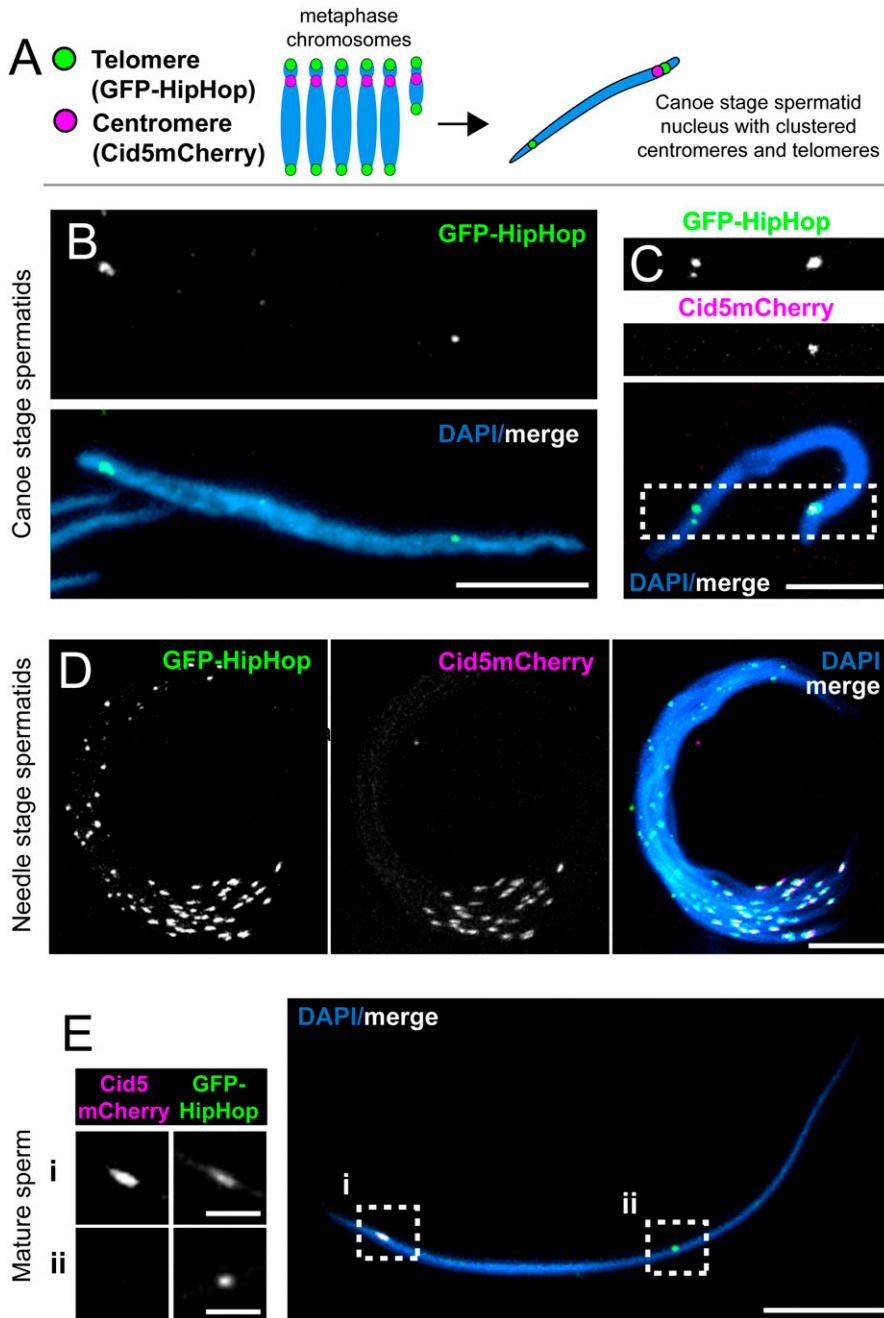 A
Telomere
(GFP-HipHop)
Centromere
(Cid5mCherry)
metaphase
chromosomes
Canoe stage spermatid
nucleus with clustered
centromeres and telomeres
Canoe stage spermatids
B
GFP-HipHop
DAPI/merge
GFP-HipHop
C
Cid5mCherry
DAPI/merge
Needle stage spermatids
D
GFP-HipHop
a
Cid5mCherry
DAPI
merge
Mature sperm
E
Cid5
mCherry
GFP-
HipHop
i
ii
DAPI/merge
i
ii